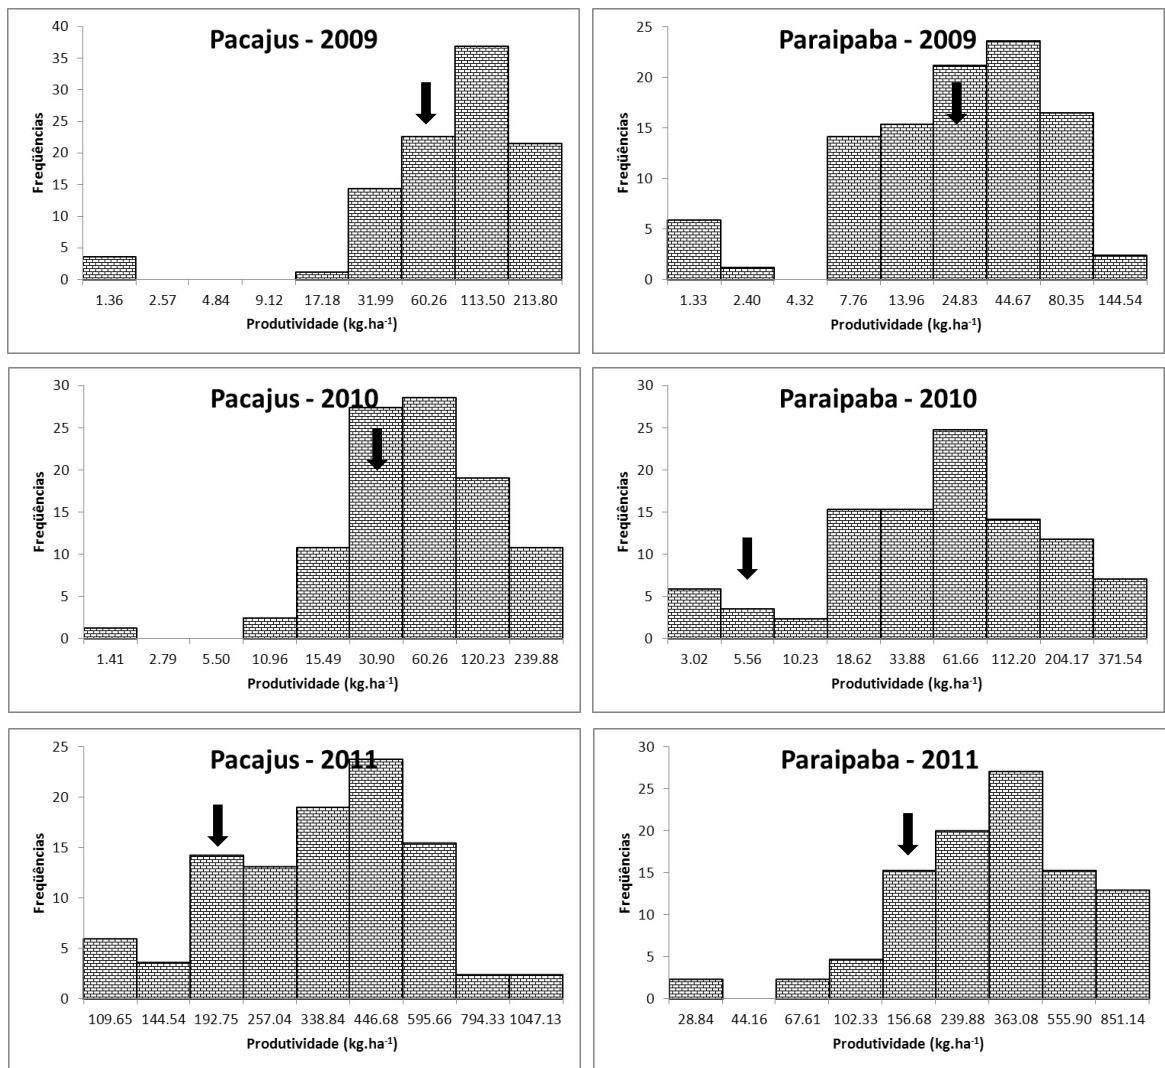 Pacajus - 2009
Freqüências
40
35
30
25
20
15
10
5
0
1.36 2.57 4.84 9.12 17.18 31.99 60.26 113.50 213.80
Produtividade (kg.ha⁻¹)
Paraipaba - 2009
Freqüências
25
20
15
10
5
0
1.33 2.40 4.32 7.76 13.96 24.83 44.67 80.35 144.54
Produtividade (kg.ha⁻¹)
Pacajus - 2010
Freqüências
30
25
20
15
10
5
0
1.41 2.79 5.50 10.96 15.49 30.90 60.26 120.23 239.88
Produtividade (kg.ha⁻¹)
Paraipaba - 2010
Freqüências
30
25
20
15
10
5
0
3.02 5.56 10.23 18.62 33.88 61.66 112.20 204.17 371.54
Produtividade (kg.ha⁻¹)
Pacajus - 2011
Freqüências
25
20
15
10
5
0
109.65 144.54 192.75 257.04 338.84 446.68 595.66 794.33 1047.13
Produtividade (kg.ha⁻¹)
Paraipaba - 2011
Freqüências
30
25
20
15
10
5
0
28.84 44.16 67.61 102.33 156.68 239.88 363.08 555.90 851.14
Produtividade (kg.ha⁻¹)